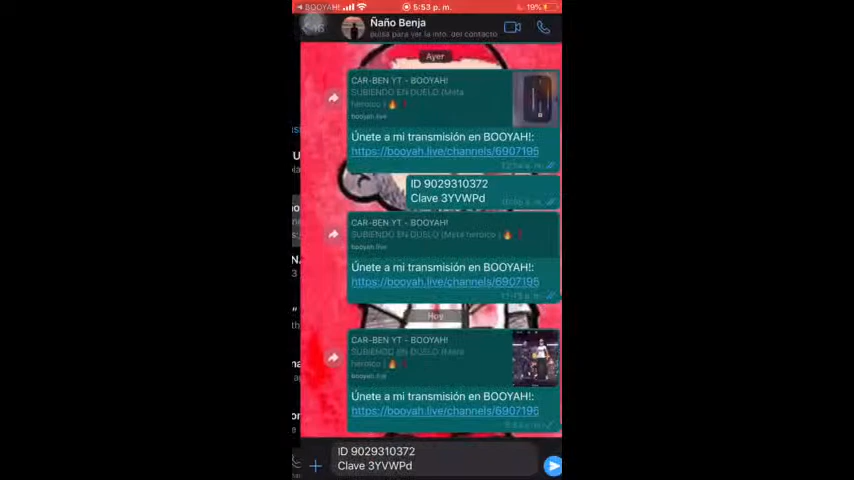 BOOYAH!
5:53 p. m.
19%
16
Ñaño Benja
pulsa para ver la info. del contacto
Ayer
CAR-BEN YT - BOOYAH!
SUBIENDO EN DUELO (Meta
heroico ) 🔥❗
booyah.live
Únete a mi transmisión en BOOYAH!:
https://booyah.live/channels/6907195
ID 9029310372
Clave 3YVWPd
CAR-BEN YT - BOOYAH!
SUBIENDO EN DUELO (Meta heroico ) 🔥❗
booyah.live
Únete a mi transmisión en BOOYAH!:
https://booyah.live/channels/6907195
Hoy
CAR-BEN YT - BOOYAH!
SUBIENDO EN DUELO (Meta
heroico ) 🔥❗
booyah.live
Únete a mi transmisión en BOOYAH!:
https://booyah.live/channels/6907195
ID 9029310372
Clave 3YVWPd